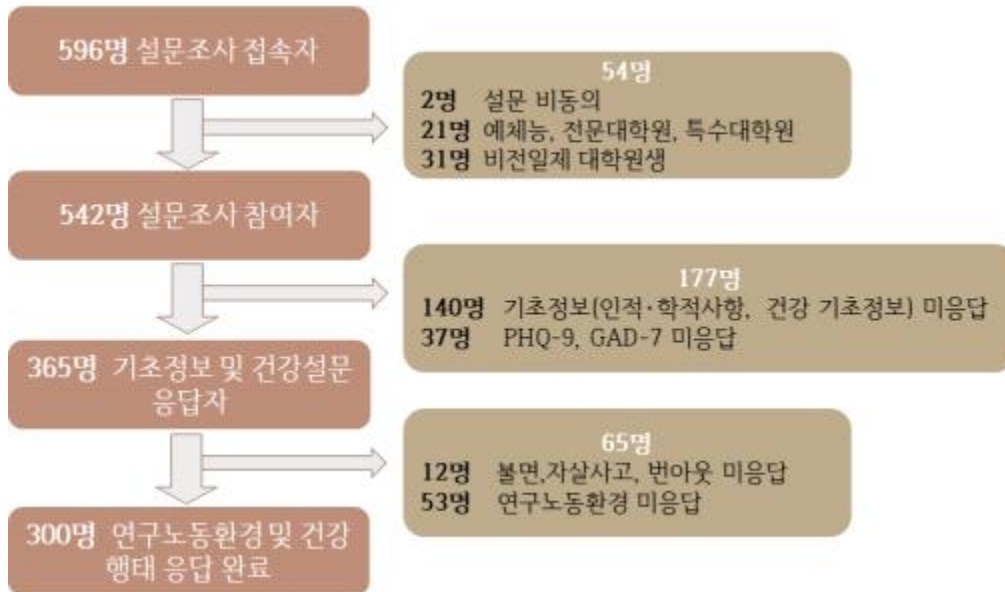 596명 설문조사 접속자
54명
2명 설문 비동의
21명 예체능, 전문대학원, 특수대학원
31명 비전일제 대학원생
542명 설문조사 참여자
177명
140명 기초정보(인적·학적사항, 건강 기초정보) 미응답
37명 PHQ-9, GAD-7 미응답
365명 기초정보 및 건강설문
응답자
65명
12명 불면,자살사고, 번아웃 미응답
53명 연구노동환경 미응답
300명 연구노동환경 및 건강
행태 응답 완료